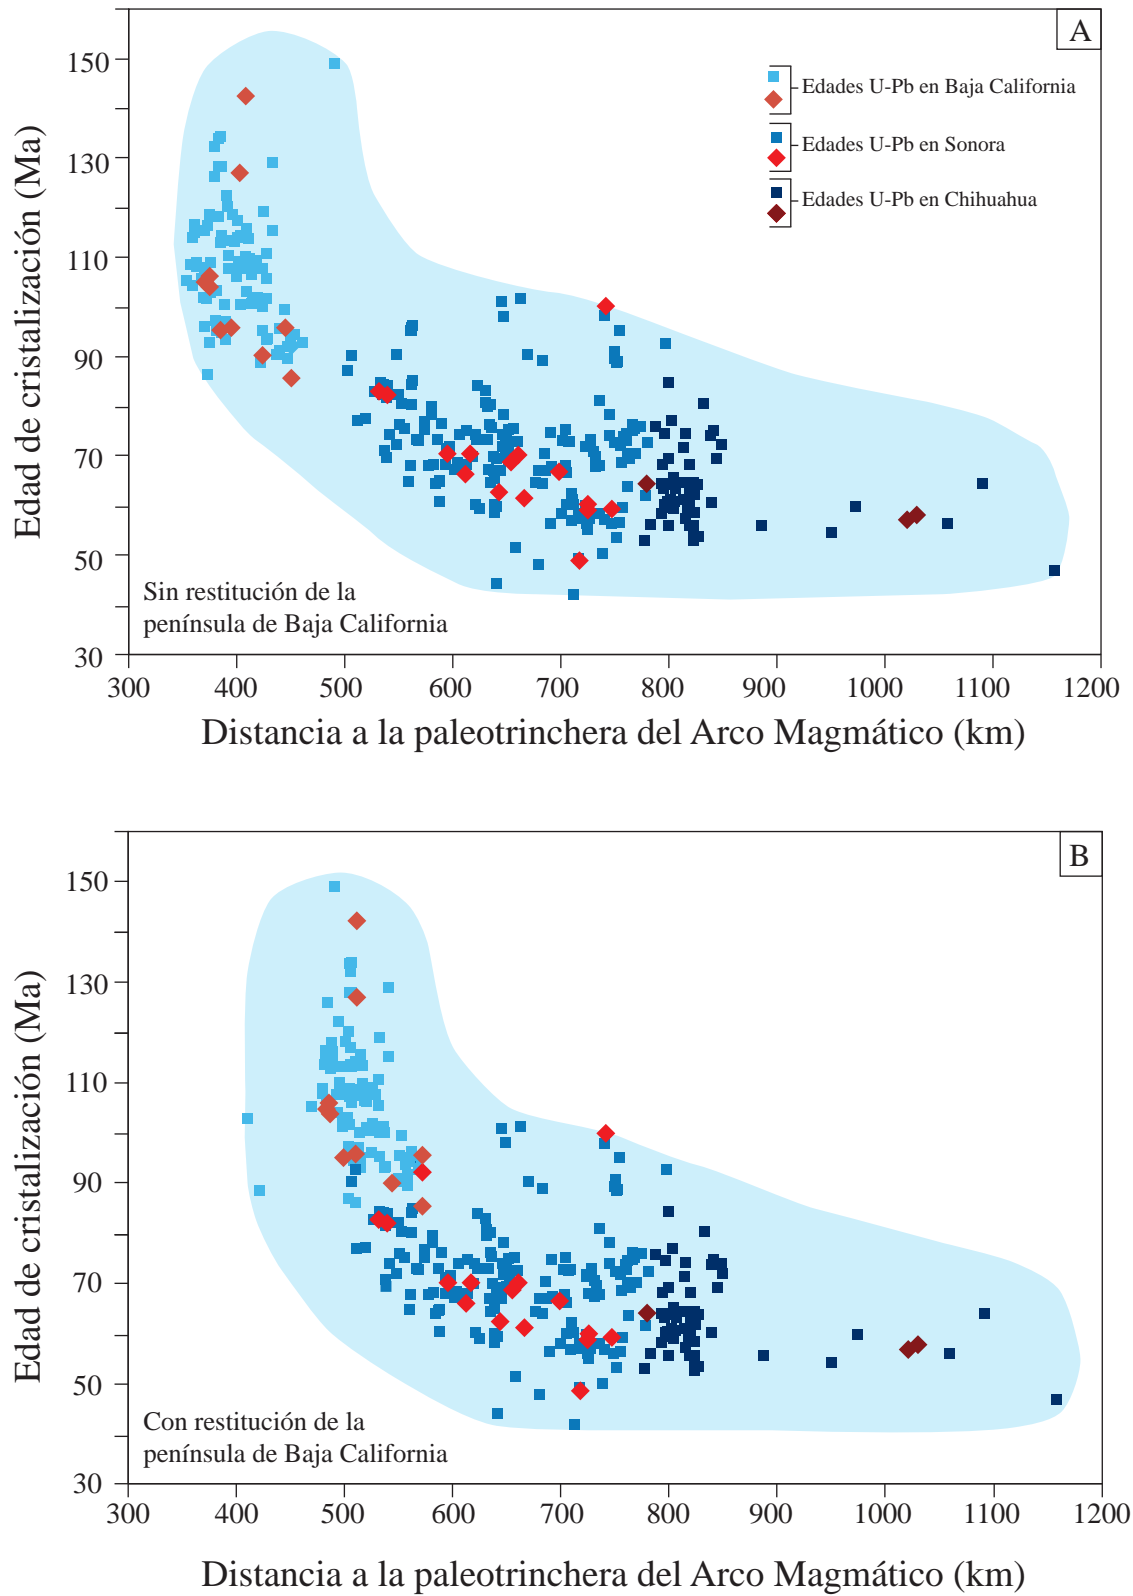 A
Edades U-Pb en Baja California
Edades U-Pb en Sonora
Edades U-Pb en Chihuahua
Edad de cristalización (Ma)
150
130
110
90
70
50
30
Sin restitución de la
península de Baja California
300 400 500 600 700 800 900 1000 1100 1200
Distancia a la paleotrinchera del Arco Magmático (km)
B
Edad de cristalización (Ma)
150
130
110
90
70
50
30
Con restitución de la
península de Baja California
300 400 500 600 700 800 900 1000 1100 1200
Distancia a la paleotrinchera del Arco Magmático (km)